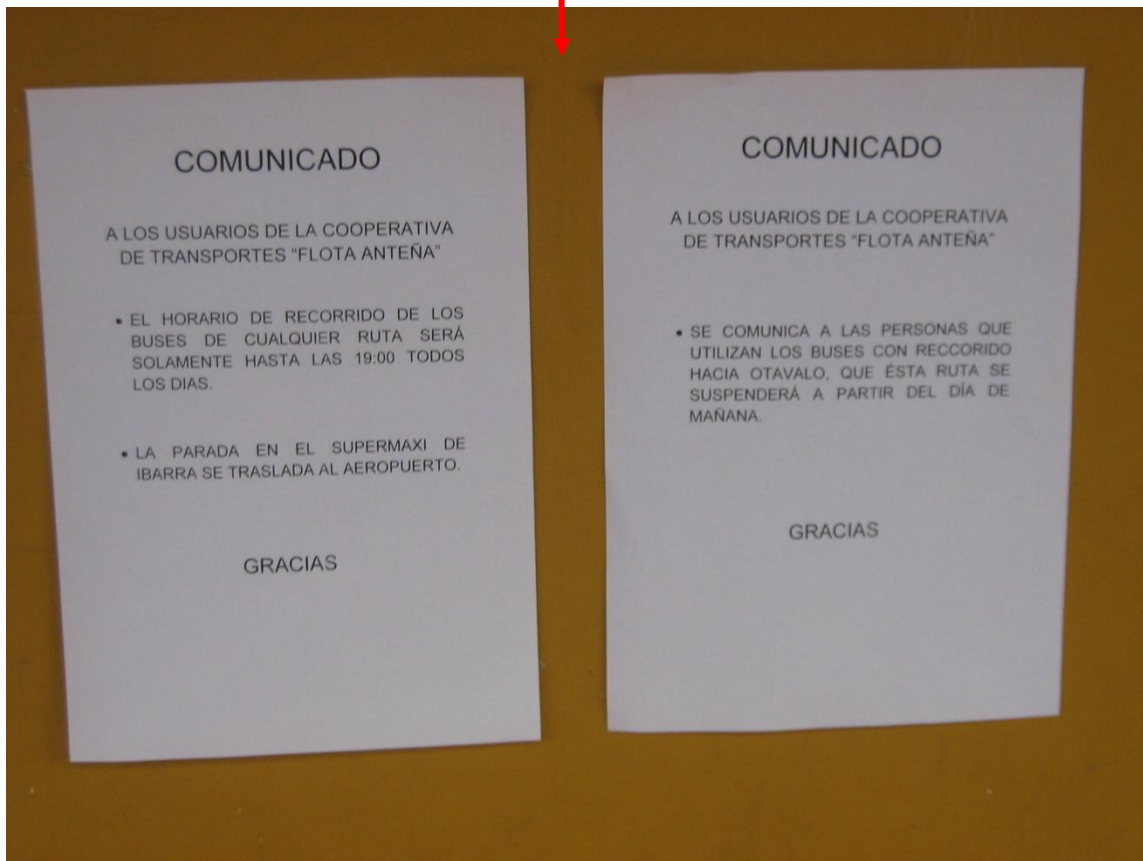 COMUNICADO
A LOS USUARIOS DE LA COOPERATIVA
DE TRANSPORTES "FLOTA ANTEÑA"
• EL HORARIO DE RECORRIDO DE LOS
BUSES DE CUALQUIER RUTA SERÁ
SOLAMENTE HASTA LAS 19:00 TODOS
LOS DIAS.
• LA PARADA EN EL SUPERMAXI DE
IBARRA SE TRASLADA AL AEROPUERTO.
GRACIAS
COMUNICADO
A LOS USUARIOS DE LA COOPERATIVA
DE TRANSPORTES "FLOTA ANTEÑA"
• SE COMUNICA A LAS PERSONAS QUE
UTILIZAN LOS BUSES CON RECCORIDO
HACIA OTAVALO, QUE ÉSTA RUTA SE
SUSPENDERÁ A PARTIR DEL DÍA DE
MAÑANA.
GRACIAS